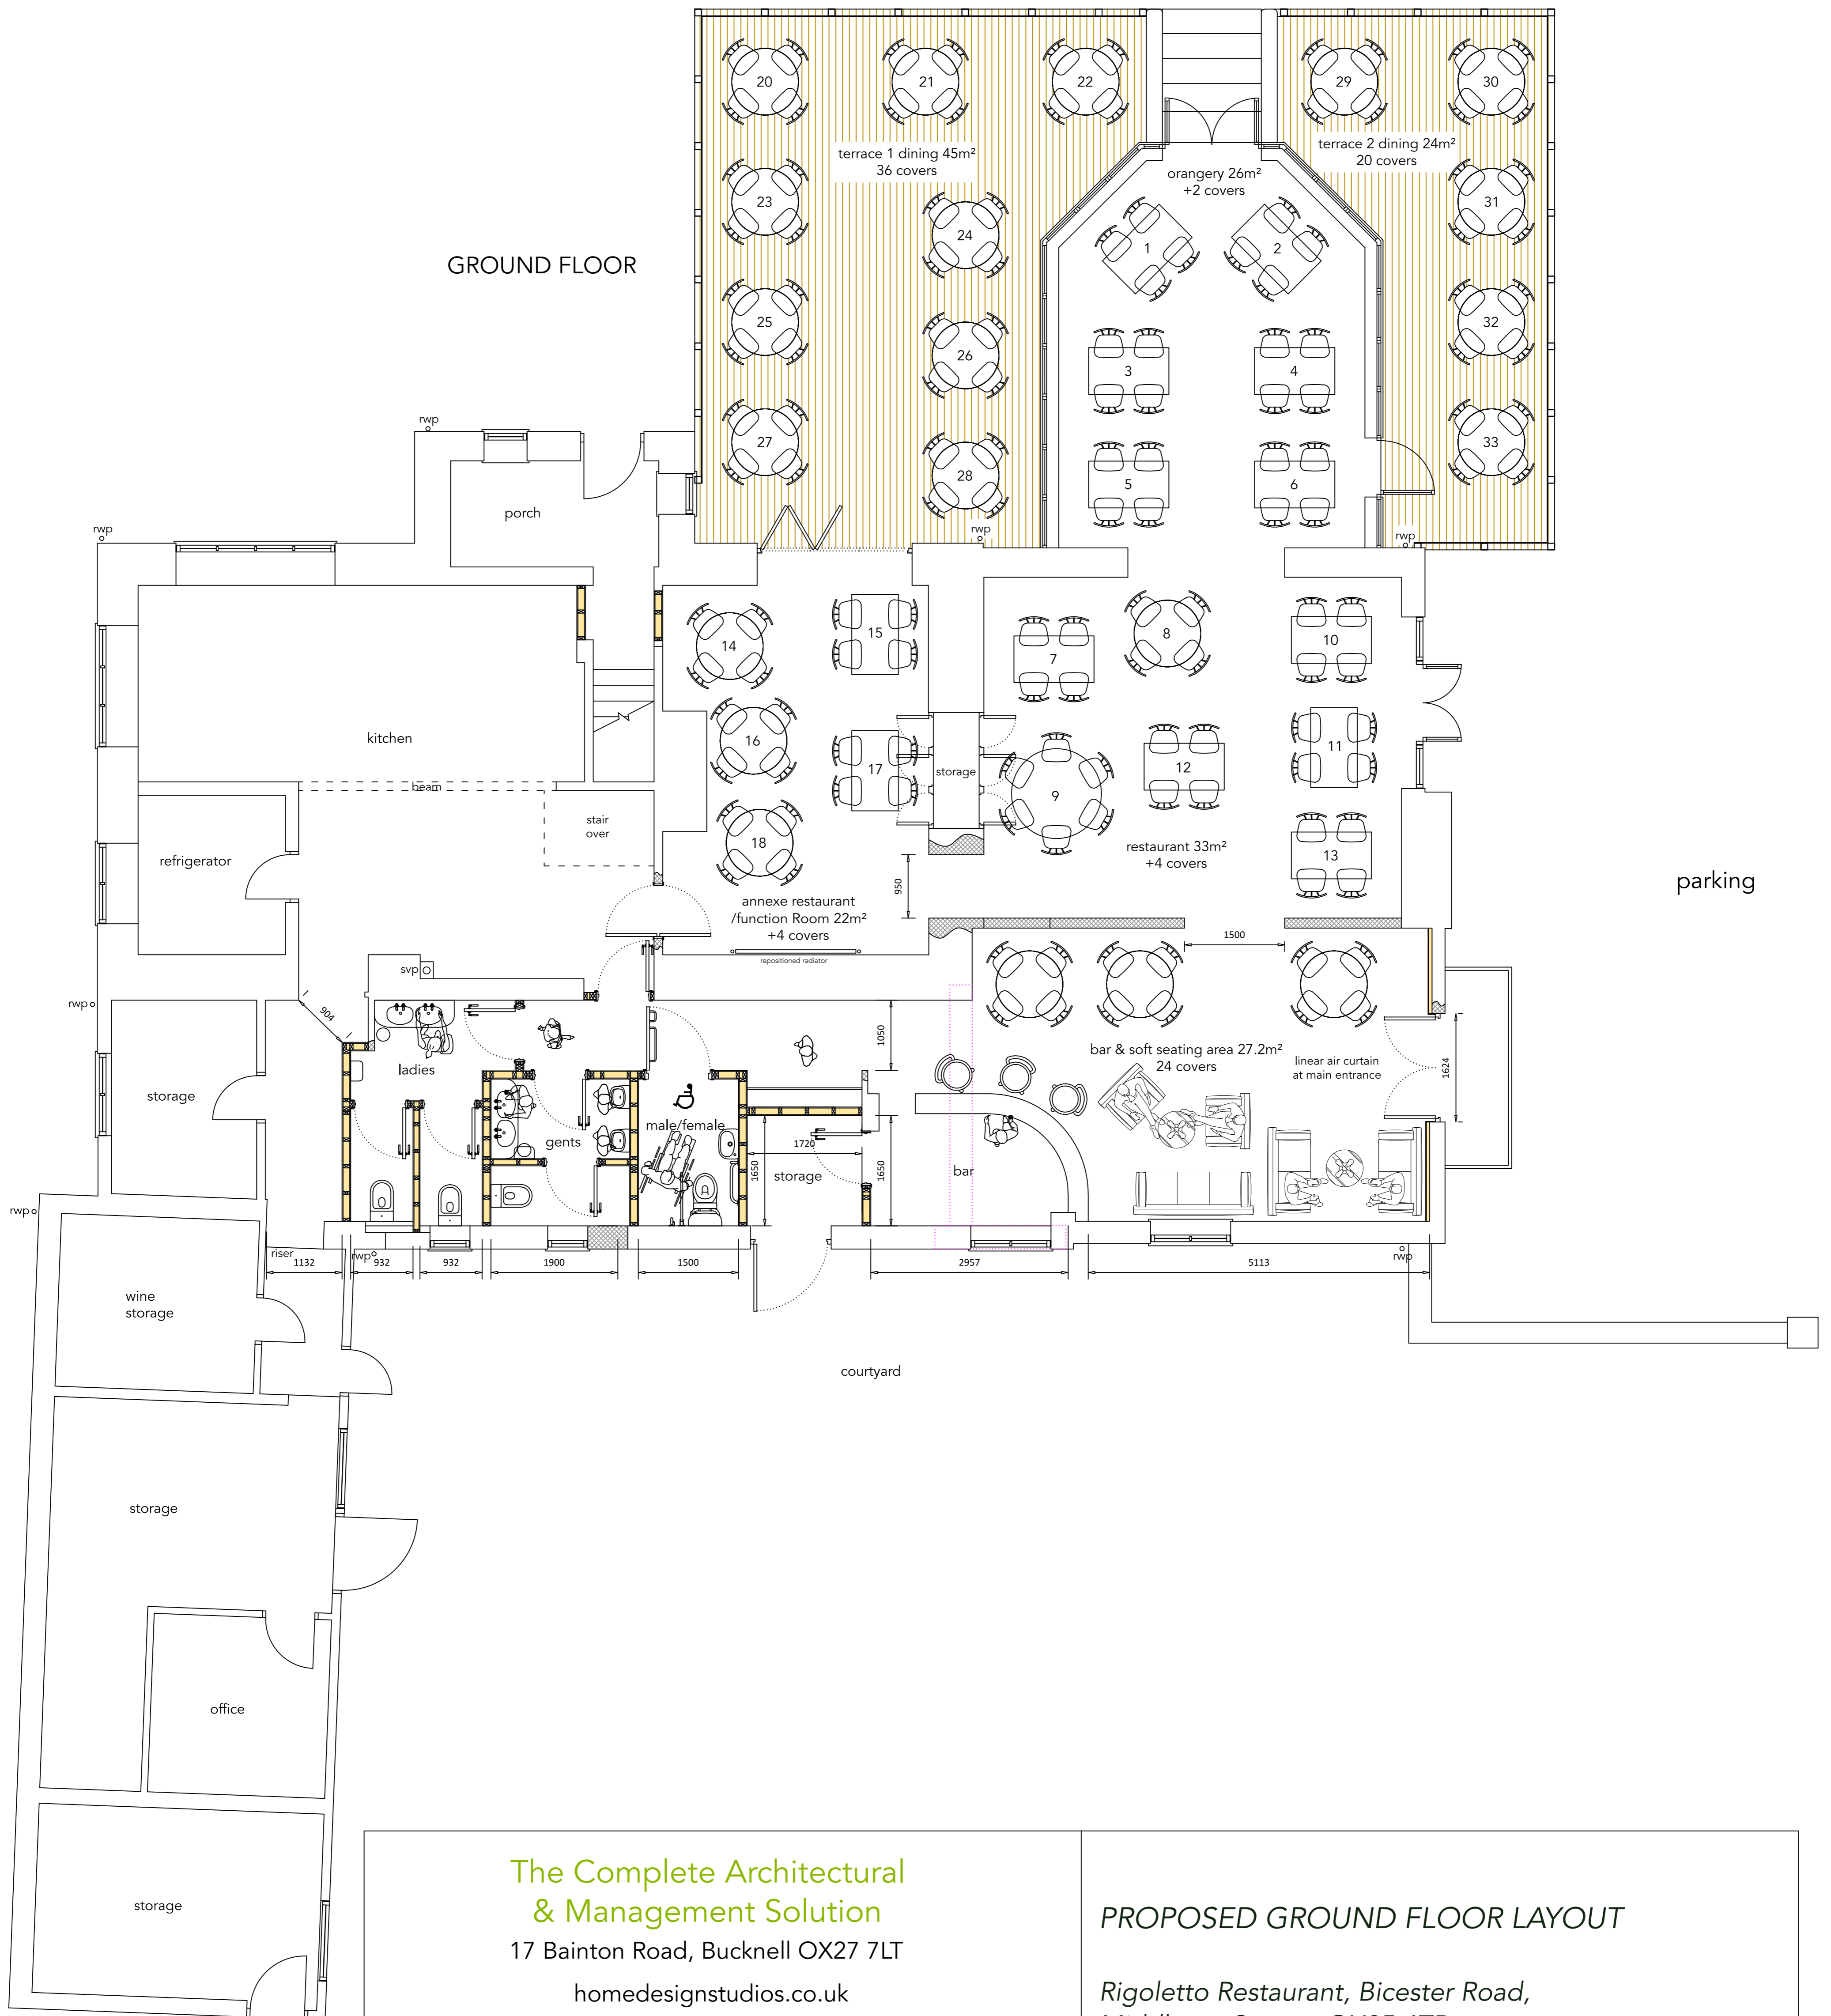 20
21
22
29
30
terrace 1 dining 45m²
36 covers
terrace 2 dining 24m²
20 covers
orangery 26m²
+2 covers
23
24
31
1
2
GROUND FLOOR
25
26
32
3
4
27
28
33
5
6
rwp
porch
rwp
rwp
rwp
14
15
7
8
10
kitchen
16
17
storage
12
11
9
beam
stair
over
refrigerator
18
restaurant 33m²
+4 covers
13
950
parking
annexe restaurant
/function Room 22m²
+4 covers
repositioned radiator
1500
svp
rwp
904
1050
bar & soft seating area 27.2m²
24 covers
linear air curtain
at main entrance
1624
ladies
storage
gents
male/female
1720
1650
storage
1650
bar
rwp
riser
rwp
rwp
1132
932
932
1900
1500
2957
5113
wine
storage
courtyard
storage
office
storage
The Complete Architectural
& Management Solution
17 Bainton Road, Bucknell OX27 7LT
homedesignstudios.co.uk
PROPOSED GROUND FLOOR LAYOUT
Rigoletto Restaurant, Bicester Road,